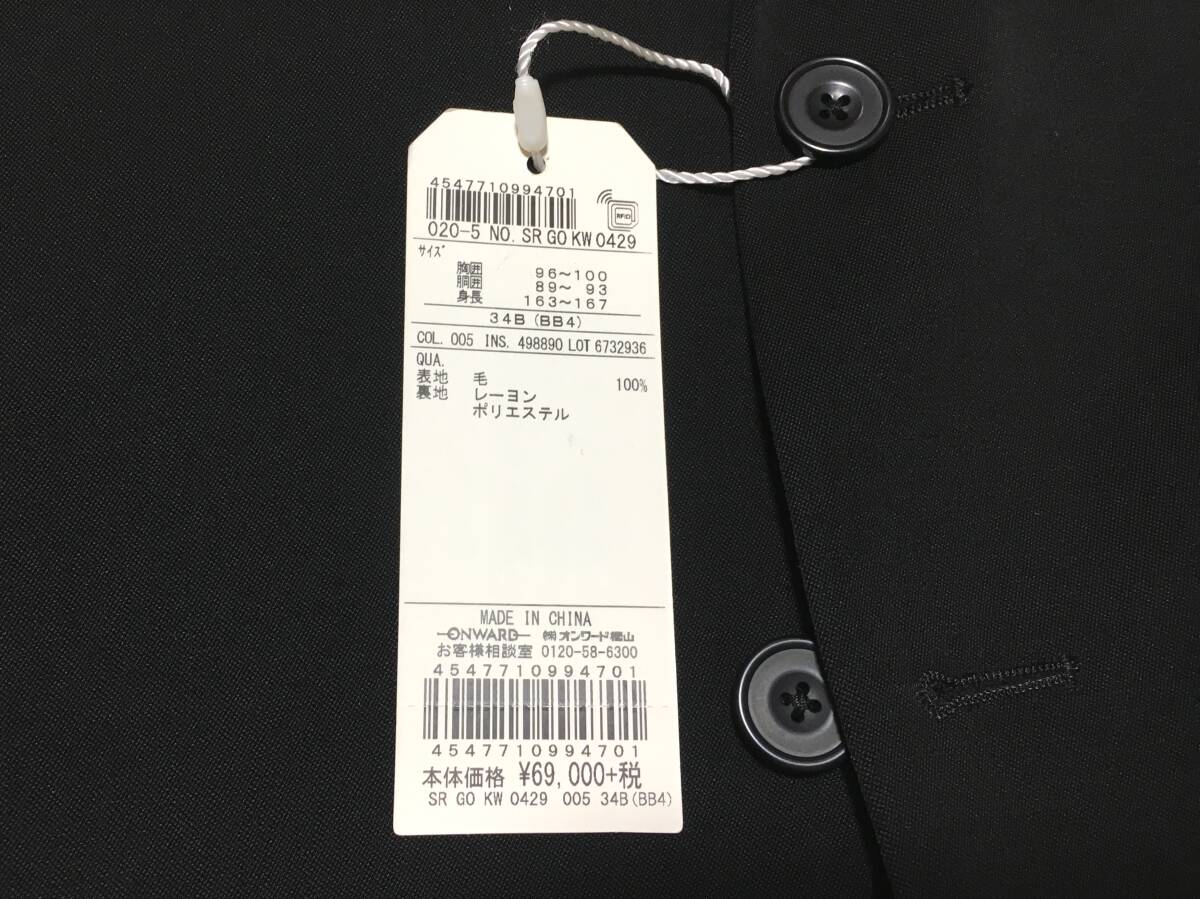 4547710994701
RFID
020-5 NO. SR GO KW 0429
ｻｲｽﾞ
胸囲 96～100
胴囲 89～ 93
身長 163～167
34B (BB4)
COL. 005 INS. 498890 LOT 6732936
QUA.
表地 毛 100%
裏地 レーヨン
ポリエステル
MADE IN CHINA
ONWARD ㈱オンワード樫山
お客様相談室 0120-58-6300
4547710994701
4547710994701
本体価格 ¥69,000+税
SR GO KW 0429 005 34B(BB4)